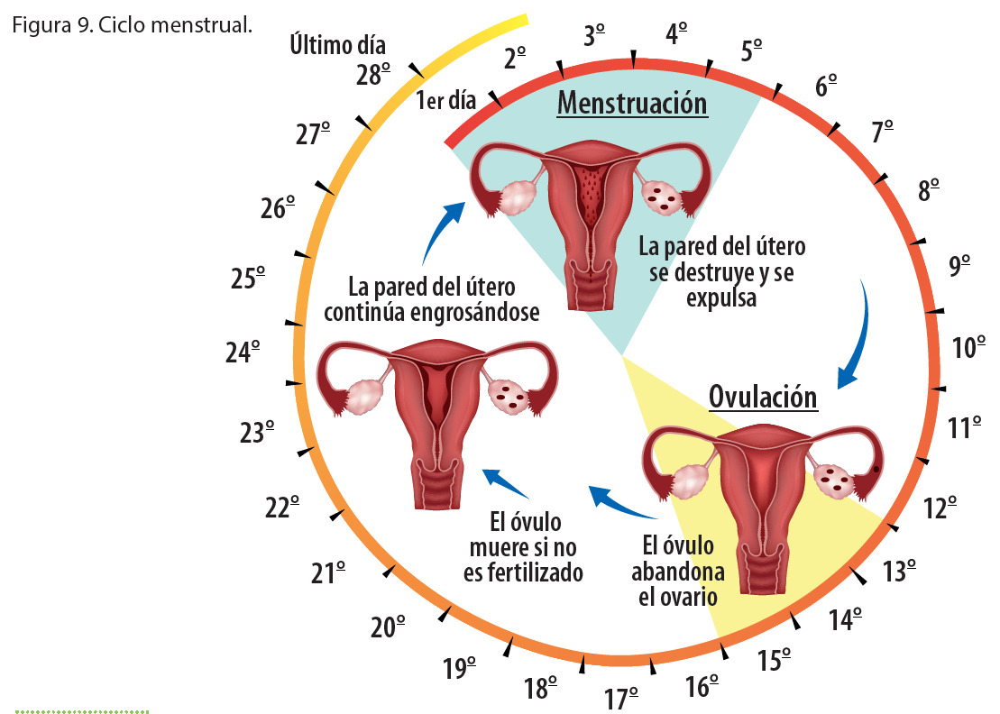 Figura 9. Ciclo menstrual.
Último día
28º
1er día
2º
3º
4º
5º
6º
7º
8º
9º
10º
11º
12º
13º
14º
15º
16º
17º
18º
19º
20º
21º
22º
23º
24º
25º
26º
27º
Menstruación
La pared del útero
se destruye y se
expulsa
Ovulación
El óvulo
abandona
el ovario
El óvulo
muere si no
es fertilizado
La pared del útero
continúa engrosándose